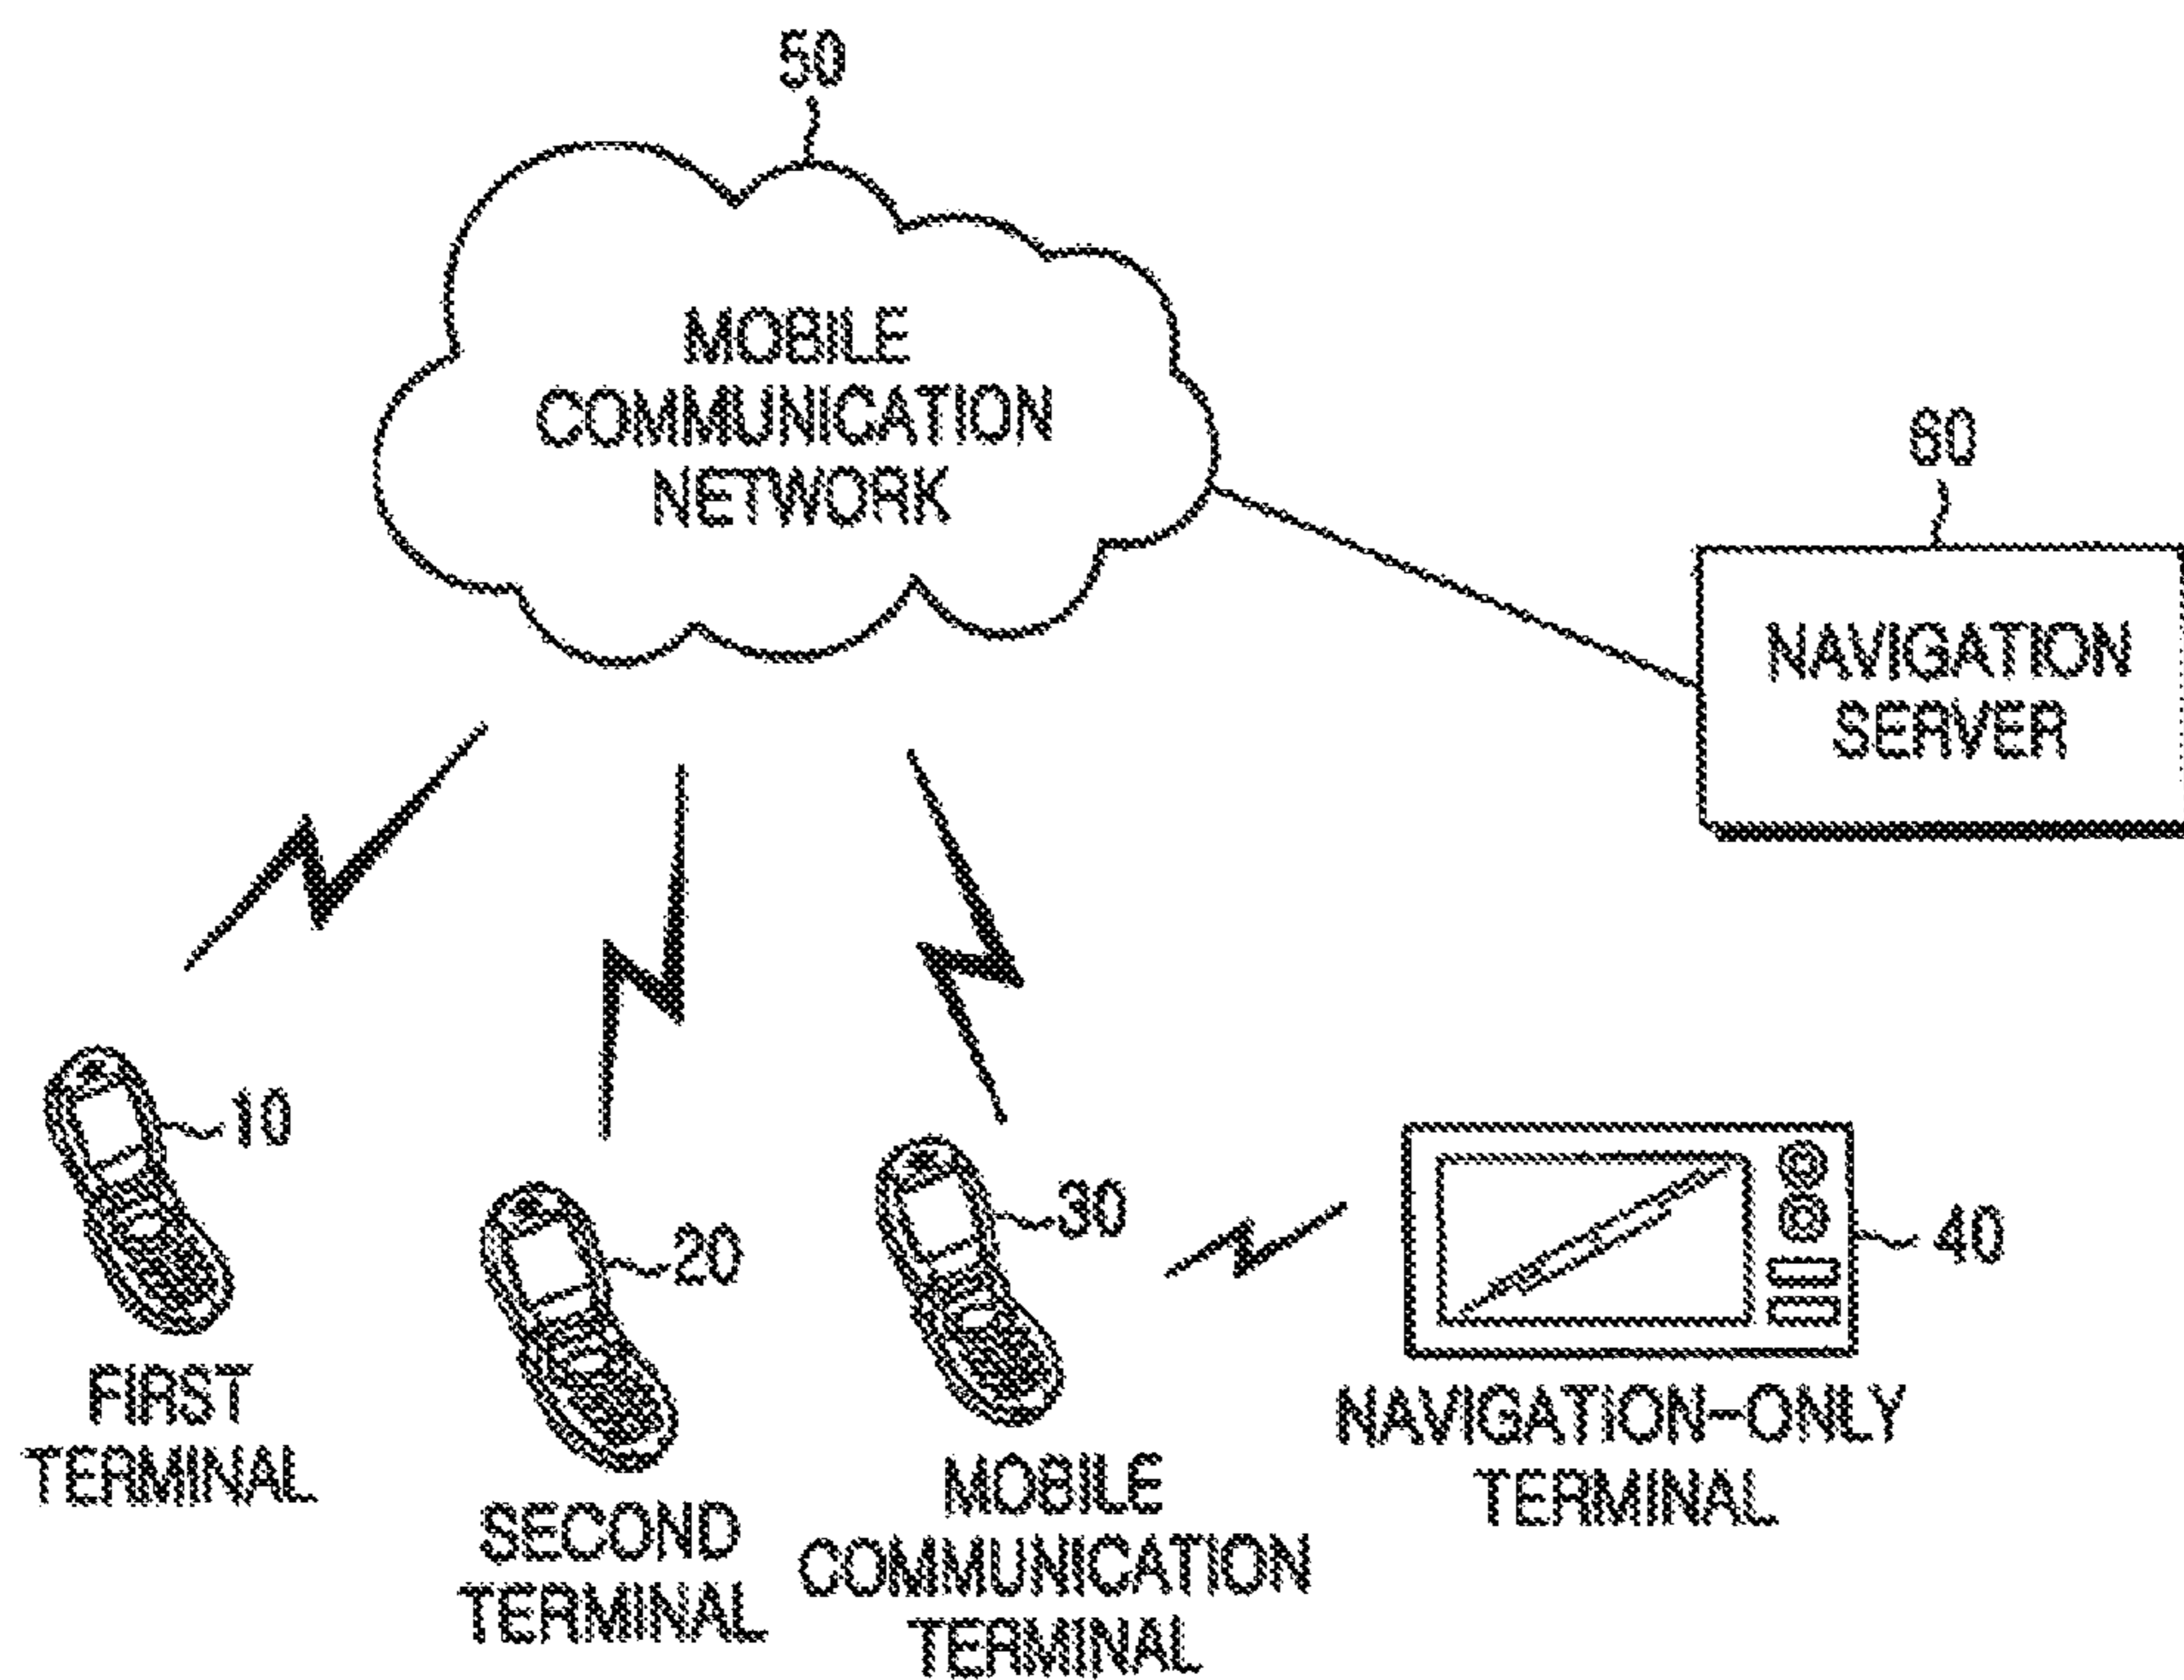 50
MOBILE
COMMUNICATION
NETWORK
60
NAVIGATION
SERVER
10
20
30
40
FIRST
TERMINAL
SECOND
TERMINAL
MOBILE
COMMUNICATION
TERMINAL
NAVIGATION-ONLY
TERMINAL